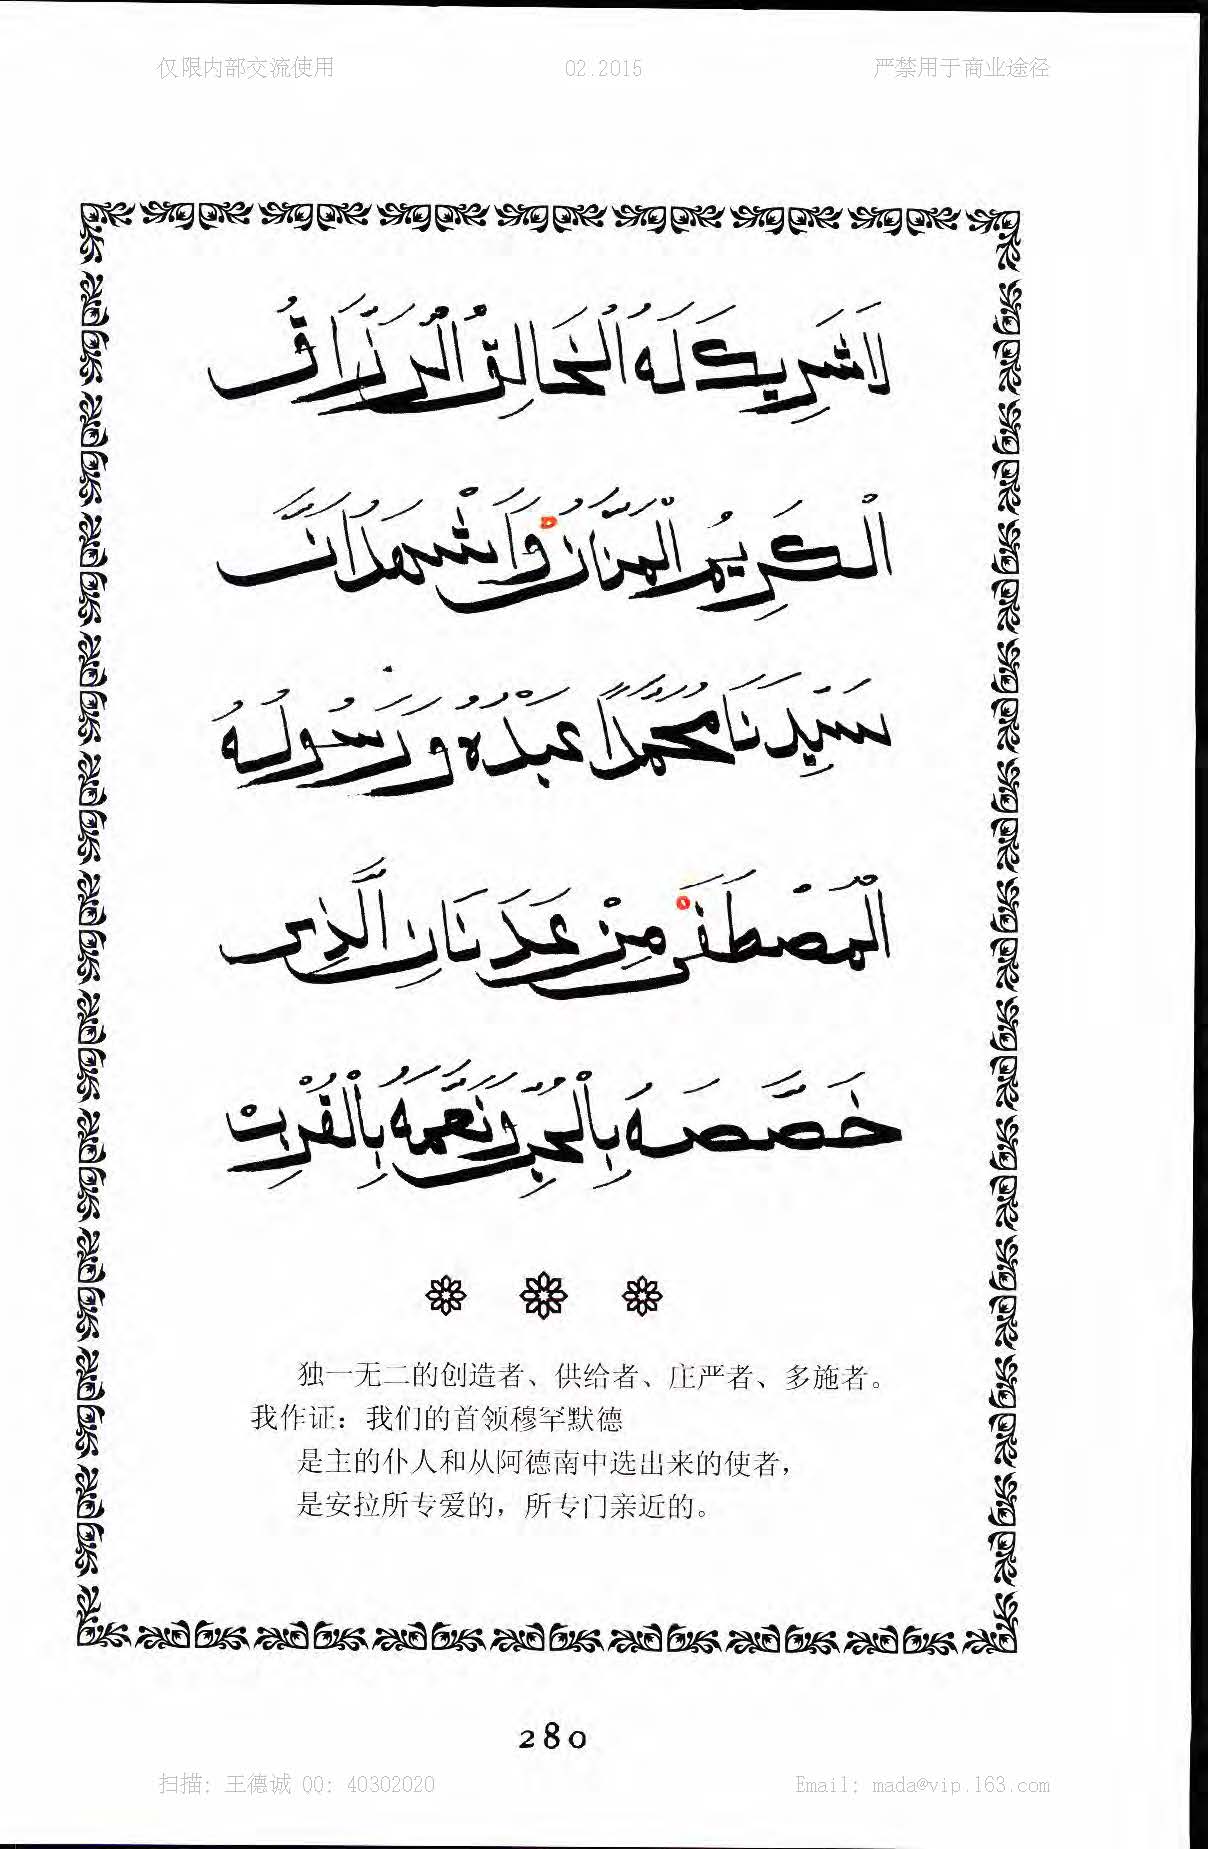 仅限内部交流使用 02.2015 严禁用于商业途径
لَا شَرِيكَ لَهُ الْخَالِقُ الرَّزَّاقُ
الْكَرِيمُ الْمَنَّانُ وَأَشْهَدُ أَنَّ
سَيِّدَنَا مُحَمَّدًا عَبْدُهُ وَرَسُولُهُ
الْمُصْطَفَى مِنْ عَدْنَانِ الَّذِي
خَصَّصَهُ بِالْحُبِّ وَنَعَّمَهُ بِالْقُرْبِ
独一无二的创造者、供给者、庄严者、多施者。
我作证：我们的首领穆罕默德
是主的仆人和从阿德南中选出来的使者，
是安拉所专爱的，所专门亲近的。
280
扫描: 王德诚 QQ: 40302020 Email: mada@vip.163.com